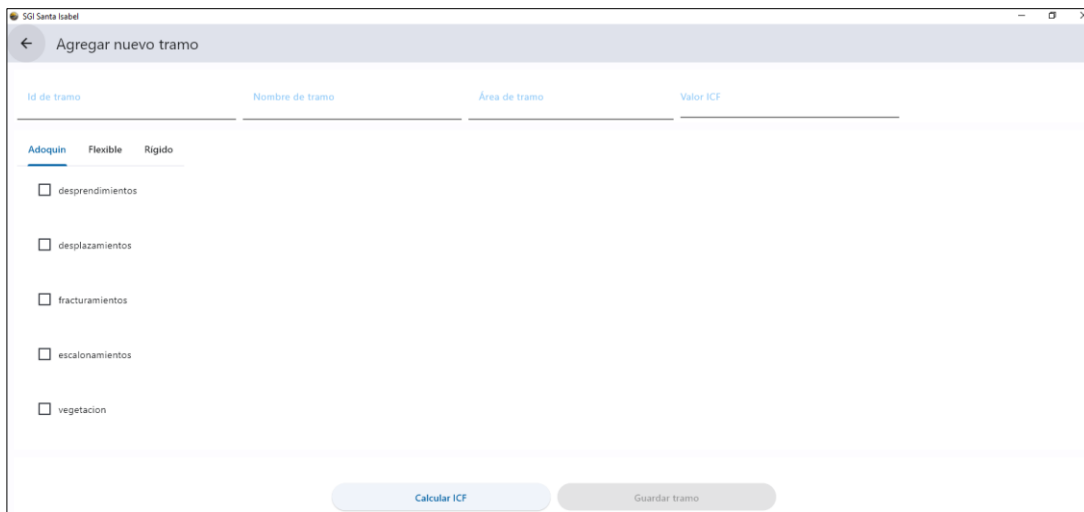 SGI Santa Isabel
Agregar nuevo tramo
Id de tramo Nombre de tramo Área de tramo Valor ICF
Adoquin Flexible Rígido
desprendimientos
desplazamientos
fracturamientos
escalonamientos
vegetacion
Calcular ICF Guardar tramo